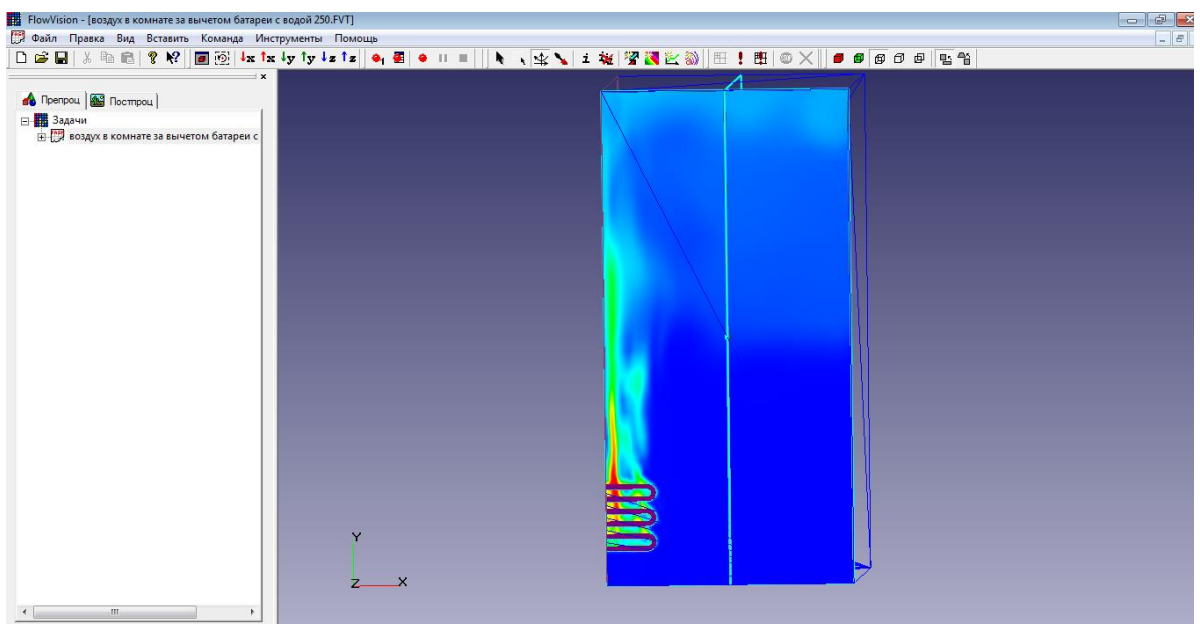 FlowVision - [воздух в комнате за вычетом батареи с водой 250.FVT]
Файл Правка Вид Вставить Команда Инструменты Помощь
x x y y z z
Препроц Постпроц
Задачи
воздух в комнате за вычетом батареи с
Y
Z X